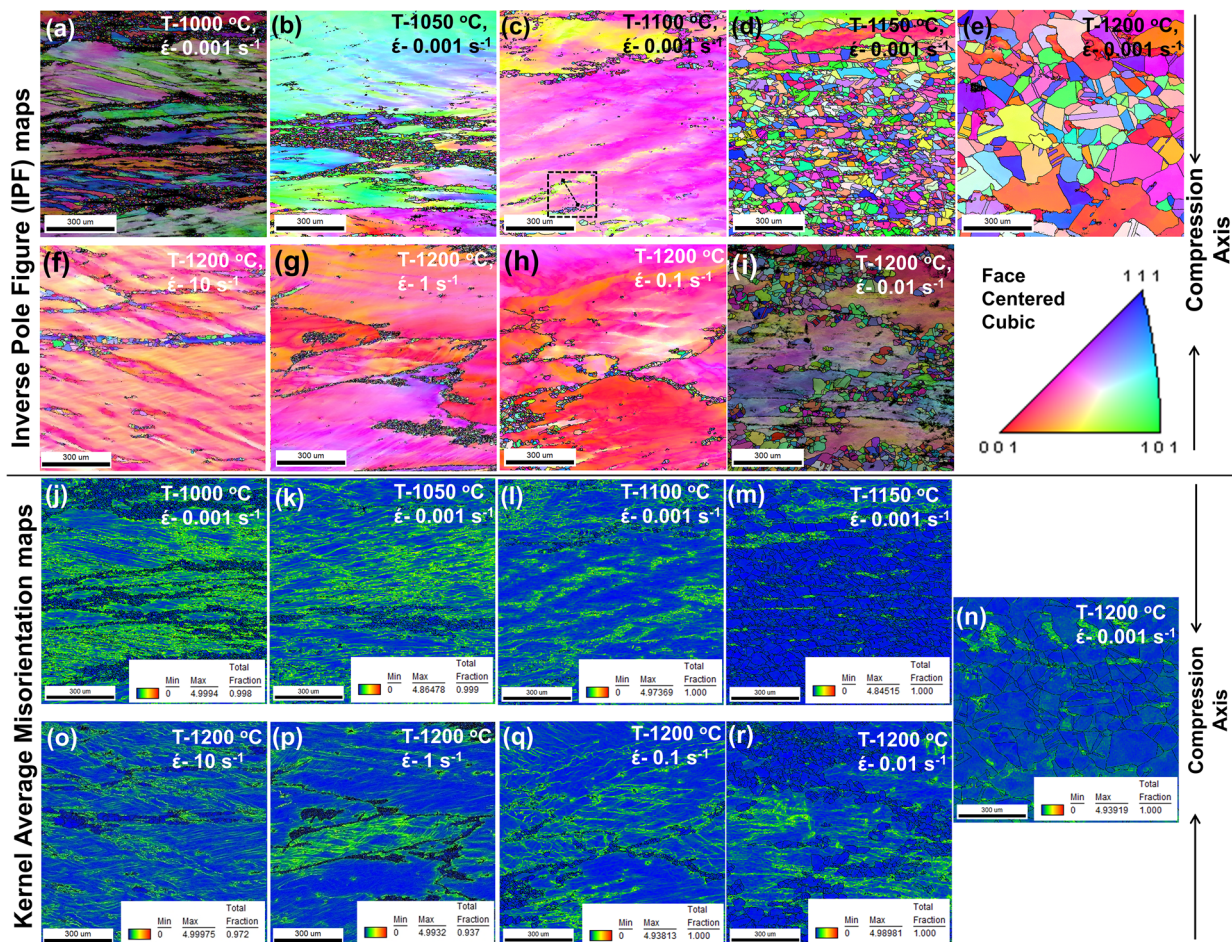 Inverse Pole Figure (IPF) maps
(a)
T-1000 °C,
έ- 0.001 s⁻¹
300 um
(b)
T-1050 °C,
έ- 0.001 s⁻¹
300 um
(c)
T-1100 °C,
έ- 0.001 s⁻¹
300 um
(d)
T-1150 °C,
έ- 0.001 s⁻¹
300 um
(e)
T-1200 °C,
έ- 0.001 s⁻¹
300 um
(f)
T-1200 °C,
έ- 10 s⁻¹
300 um
(g)
T-1200 °C,
έ- 1 s⁻¹
300 um
(h)
T-1200 °C,
έ- 0.1 s⁻¹
300 um
(i)
T-1200 °C,
έ- 0.01 s⁻¹
300 um
Face
Centered
Cubic
1 1 1
0 0 1
1 0 1
Compression
Axis
Kernel Average Misorientation maps
(j)
T-1000 °C
έ- 0.001 s⁻¹
300 um
Total
Min Max Fraction
0 4.9994 0.998
(k)
T-1050 °C
έ- 0.001 s⁻¹
300 um
Total
Min Max Fraction
0 4.86478 0.999
(l)
T-1100 °C
έ- 0.001 s⁻¹
300 um
Total
Min Max Fraction
0 4.97369 1.000
(m)
T-1150 °C
έ- 0.001 s⁻¹
300 um
Total
Min Max Fraction
0 4.84515 1.000
(n)
T-1200 °C
έ- 0.001 s⁻¹
300 um
Total
Min Max Fraction
0 4.93919 1.000
(o)
T-1200 °C
έ- 10 s⁻¹
300 um
Total
Min Max Fraction
0 4.99975 0.972
(p)
T-1200 °C
έ- 1 s⁻¹
300 um
Total
Min Max Fraction
0 4.9932 0.937
(q)
T-1200 °C
έ- 0.1 s⁻¹
300 um
Total
Min Max Fraction
0 4.93813 1.000
(r)
T-1200 °C
έ- 0.01 s⁻¹
300 um
Total
Min Max Fraction
0 4.98981 1.000
Compression
Axis